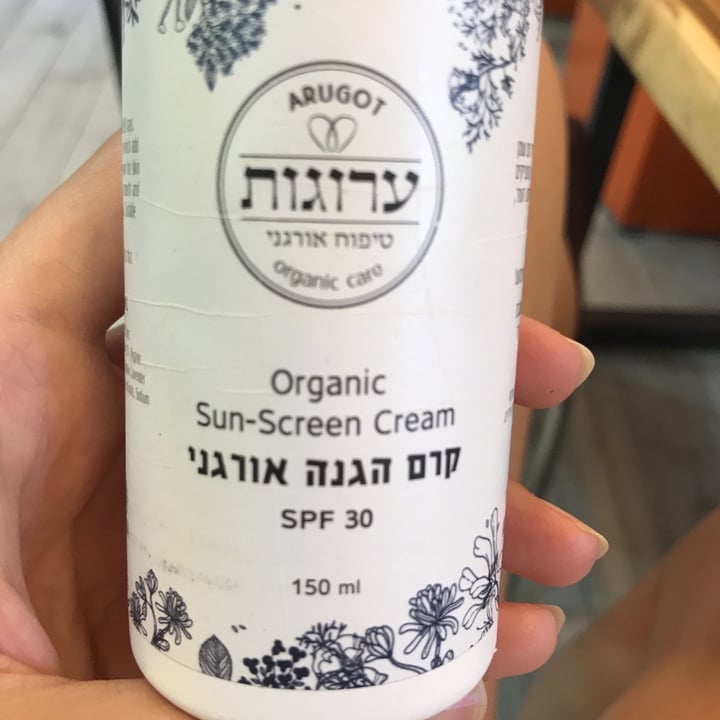 ARUGOT
ערוגות
טיפוח אורגני
organic care
Organic
Sun-Screen Cream
קרם הגנה אורגני
SPF 30
150 ml